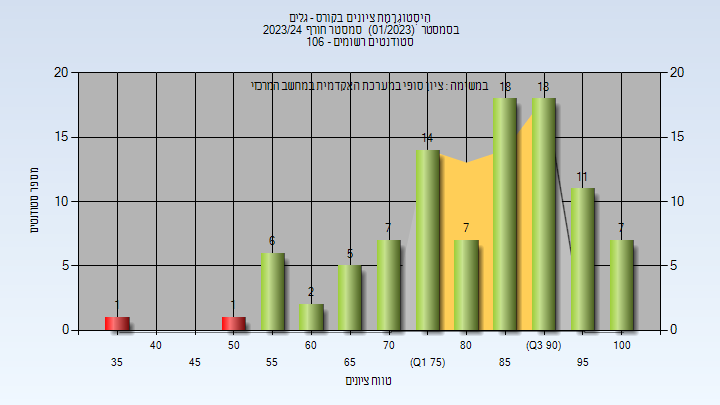 היסטוגרמת ציונים בקורס - גלים
בסמסטר (01/2023) סמסטר חורף 2023/24
סטודנטים רשומים - 106
במשימה : ציון סופי במערכת האקדמית במחשב המרכזי
20 20
15 15
10 10
5 5
0 0
מספר סטודנטים
1 1 6 2 5 7 14 7 18 18 11 7
40 50 60 70 80 (Q3 90) 100
35 45 55 65 (Q1 75) 85 95
טווח ציונים